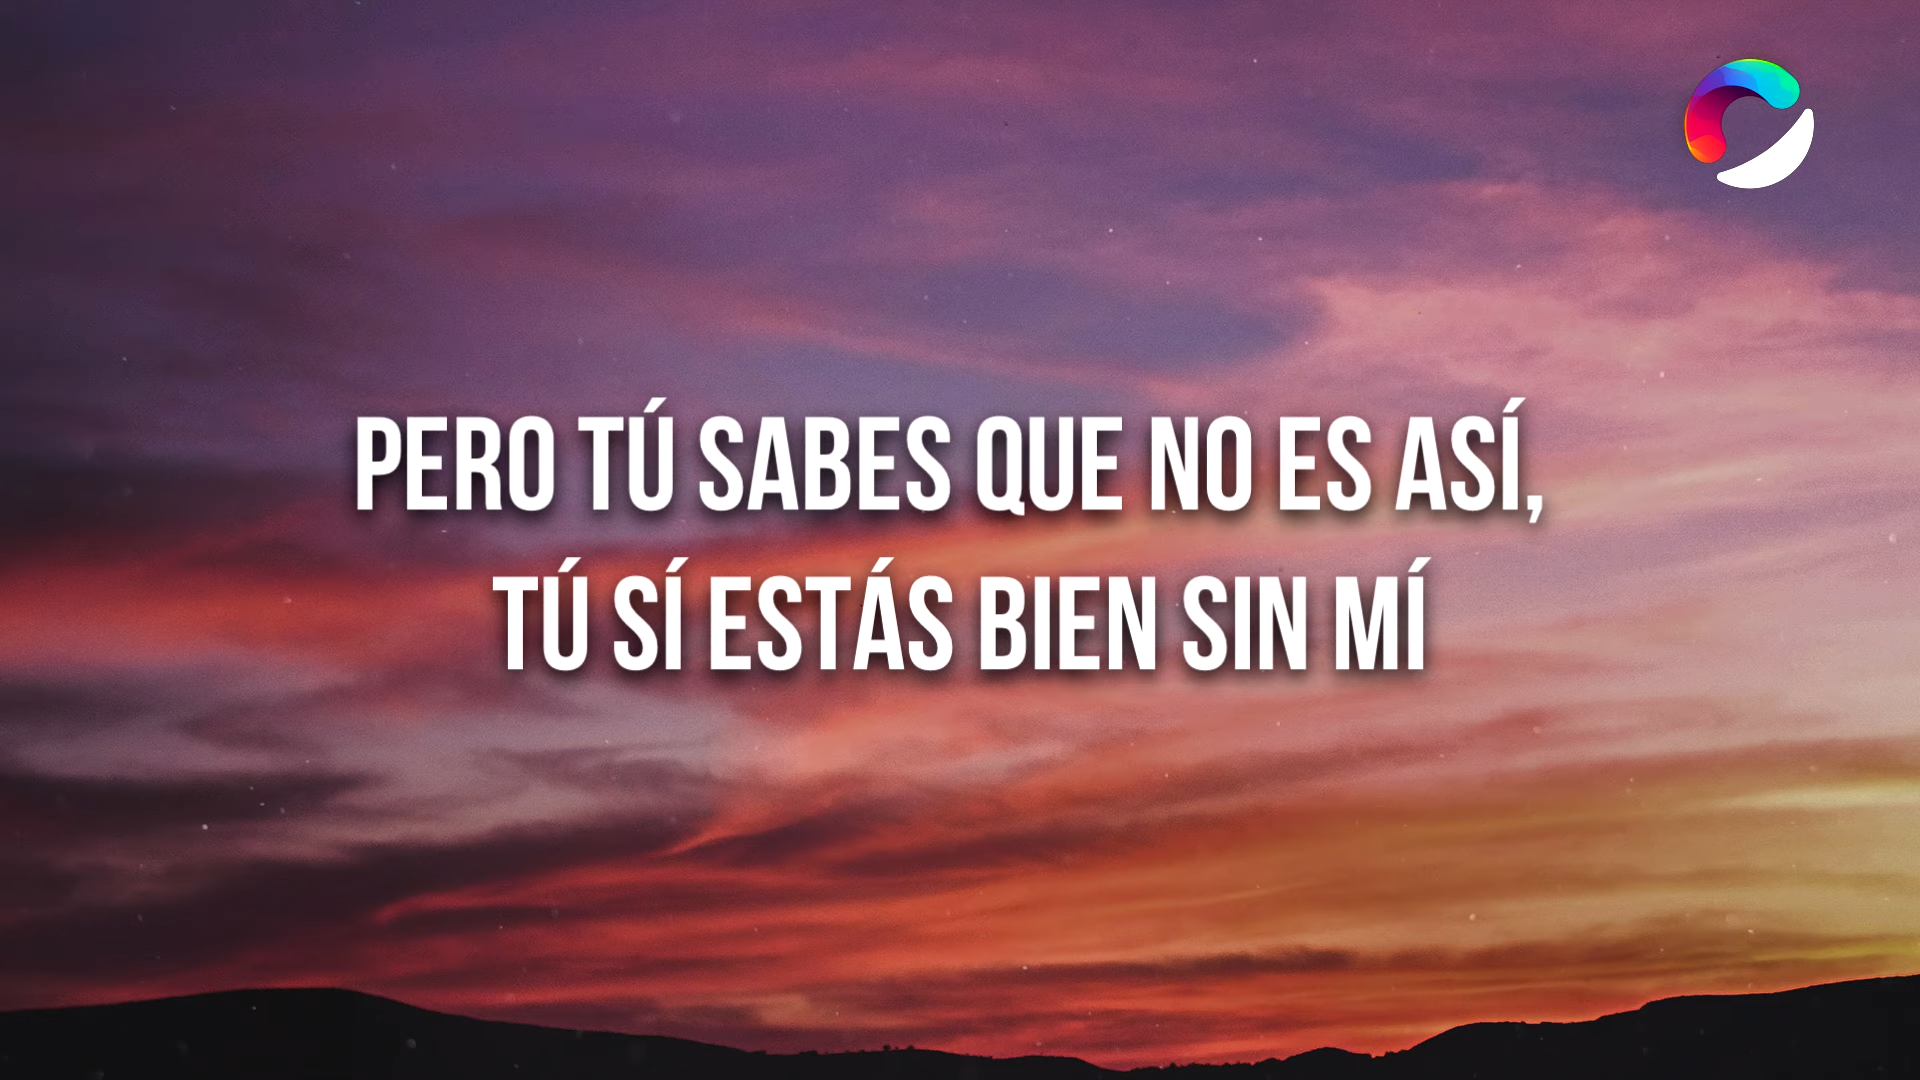 PERO TÚ SABES QUE NO ES ASÍ,
TÚ SÍ ESTÁS BIEN SIN MÍ